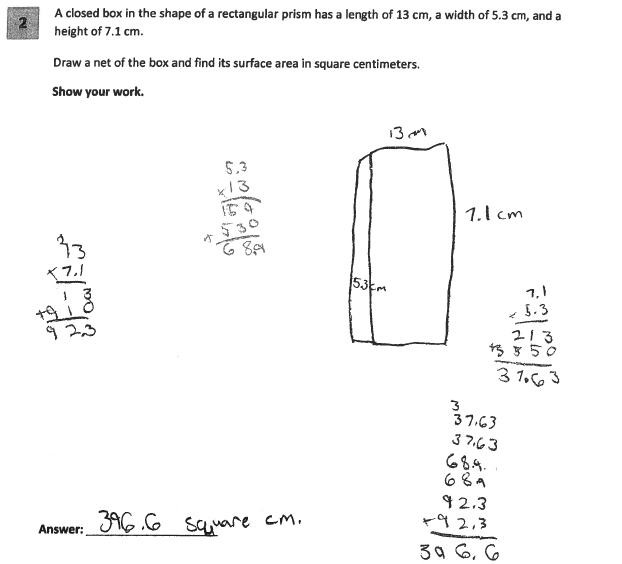 2
A closed box in the shape of a rectangular prism has a length of 13 cm, a width of 5.3 cm, and a
height of 7.1 cm.
Draw a net of the box and find its surface area in square centimeters.
Show your work.
13 cm
5.3
x13
159
+530
68.9
7.1 cm
13
x7.1
13
+910
92.3
5.3cm
7.1
x 5.3
213
+3550
37.63
3
37.63
37.63
68.9
689
92.3
+92.3
396.6
Answer: 396.6 square cm.